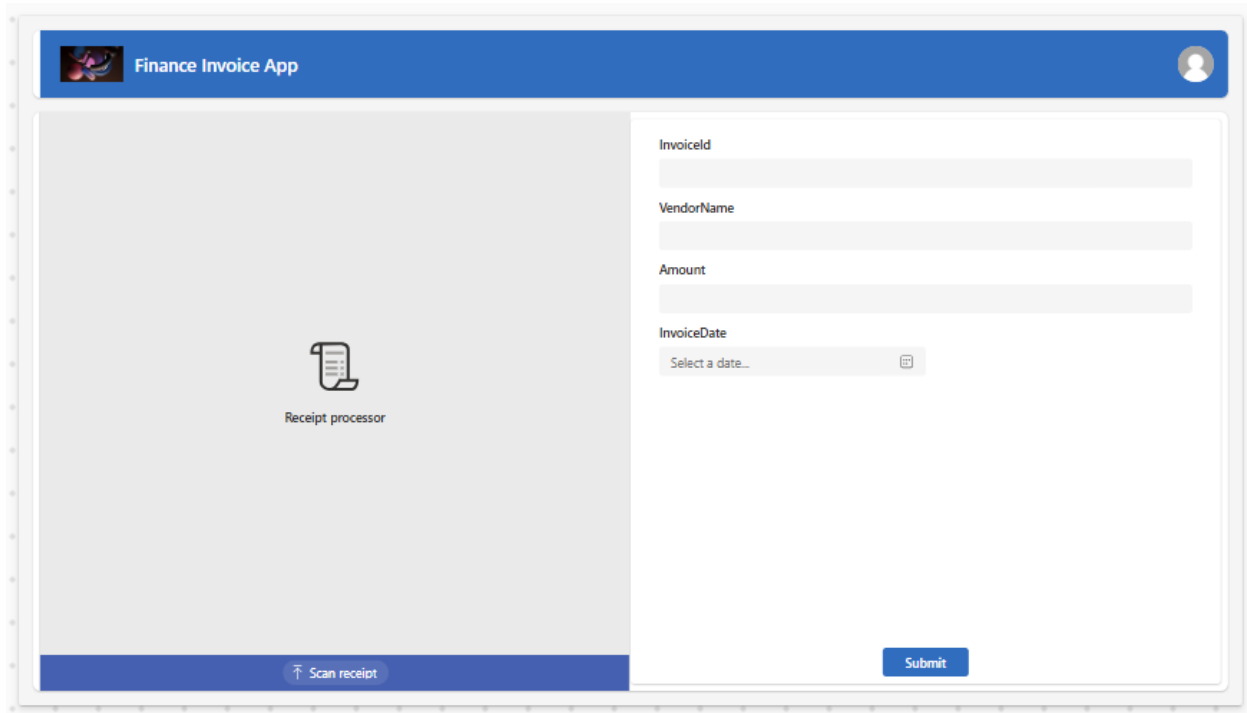 Finance Invoice App
Receipt processor
Scan receipt
InvoiceId
VendorName
Amount
InvoiceDate
Select a date...
Submit